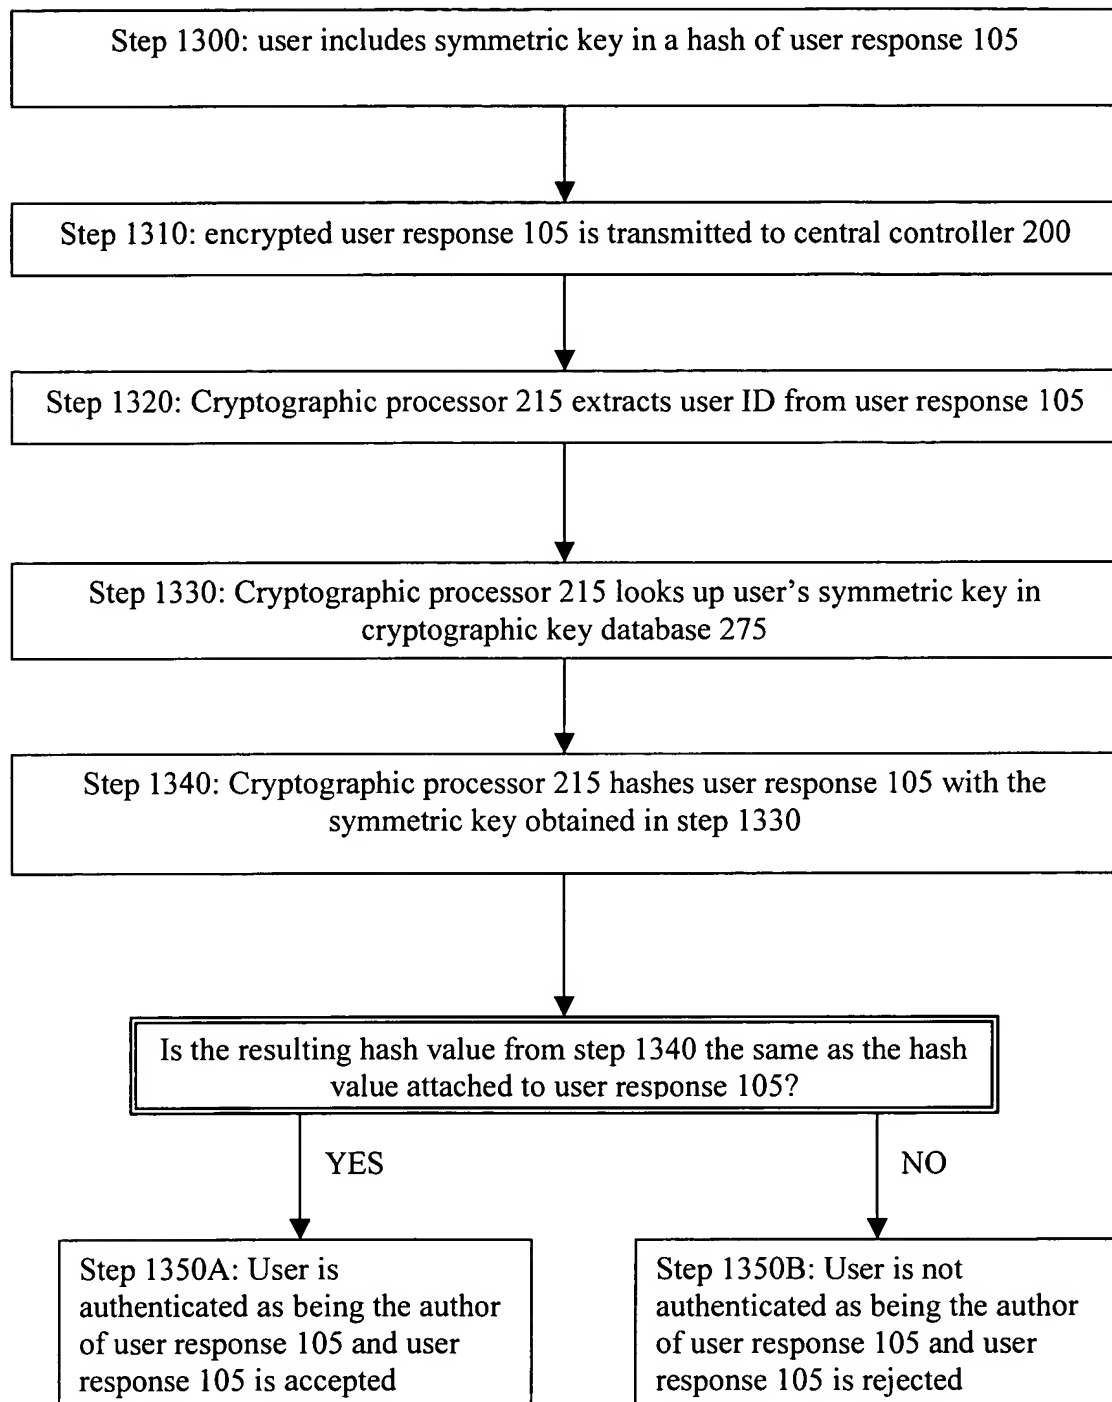 Step 1300: user includes symmetric key in a hash of user response 105
Step 1310: encrypted user response 105 is transmitted to central controller 200
Step 1320: Cryptographic processor 215 extracts user ID from user response 105
Step 1330: Cryptographic processor 215 looks up user's symmetric key in
cryptographic key database 275
Step 1340: Cryptographic processor 215 hashes user response 105 with the
symmetric key obtained in step 1330
Is the resulting hash value from step 1340 the same as the hash
value attached to user response 105?
YES
NO
Step 1350A: User is
authenticated as being the author
of user response 105 and user
response 105 is accepted
Step 1350B: User is not
authenticated as being the author
of user response 105 and user
response 105 is rejected